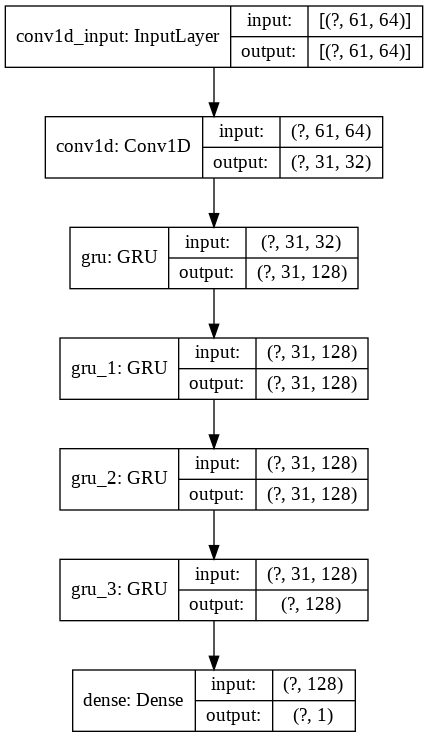 conv1d_input: InputLayer
input: [(?, 61, 64)]
output: [(?, 61, 64)]
conv1d: Conv1D
input: (?, 61, 64)
output: (?, 31, 32)
gru: GRU
input: (?, 31, 32)
output: (?, 31, 128)
gru_1: GRU
input: (?, 31, 128)
output: (?, 31, 128)
gru_2: GRU
input: (?, 31, 128)
output: (?, 31, 128)
gru_3: GRU
input: (?, 31, 128)
output: (?, 128)
dense: Dense
input: (?, 128)
output: (?, 1)